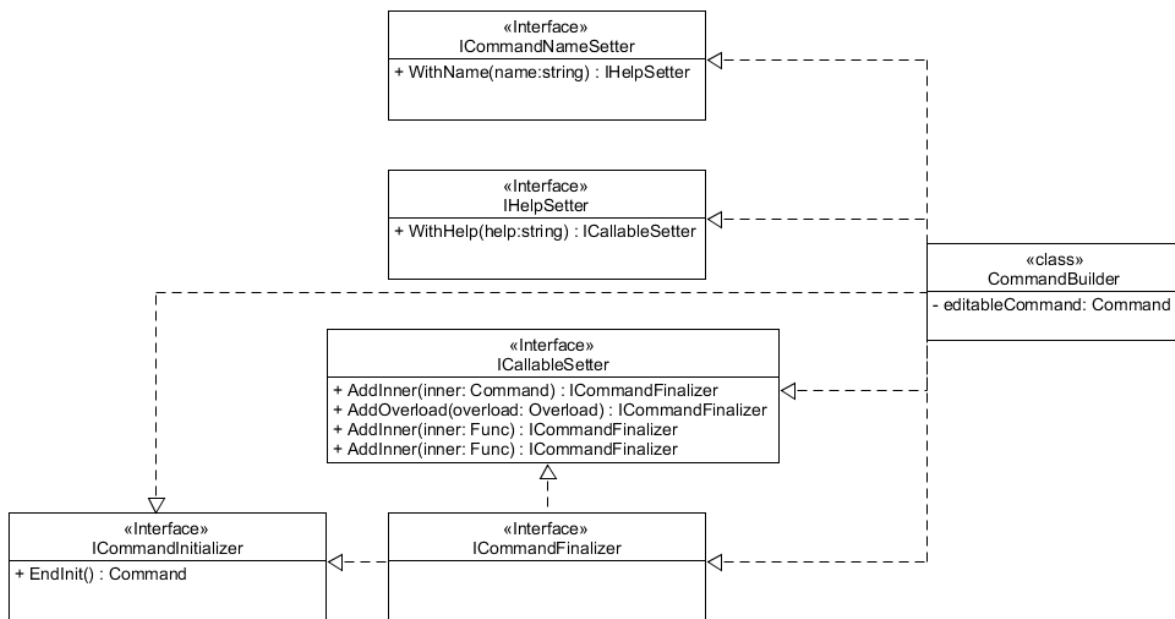 «Interface»
ICommandNameSetter
+ WithName(name:string) : IHelpSetter
«Interface»
IHelpSetter
+ WithHelp(help:string) : ICallableSetter
«class»
CommandBuilder
- editableCommand: Command
«Interface»
ICallableSetter
+ AddInner(inner: Command) : ICommandFinalizer
+ AddOverload(overload: Overload) : ICommandFinalizer
+ AddInner(inner: Func) : ICommandFinalizer
+ AddInner(inner: Func) : ICommandFinalizer
«Interface»
ICommandInitializer
+ EndInit() : Command
«Interface»
ICommandFinalizer